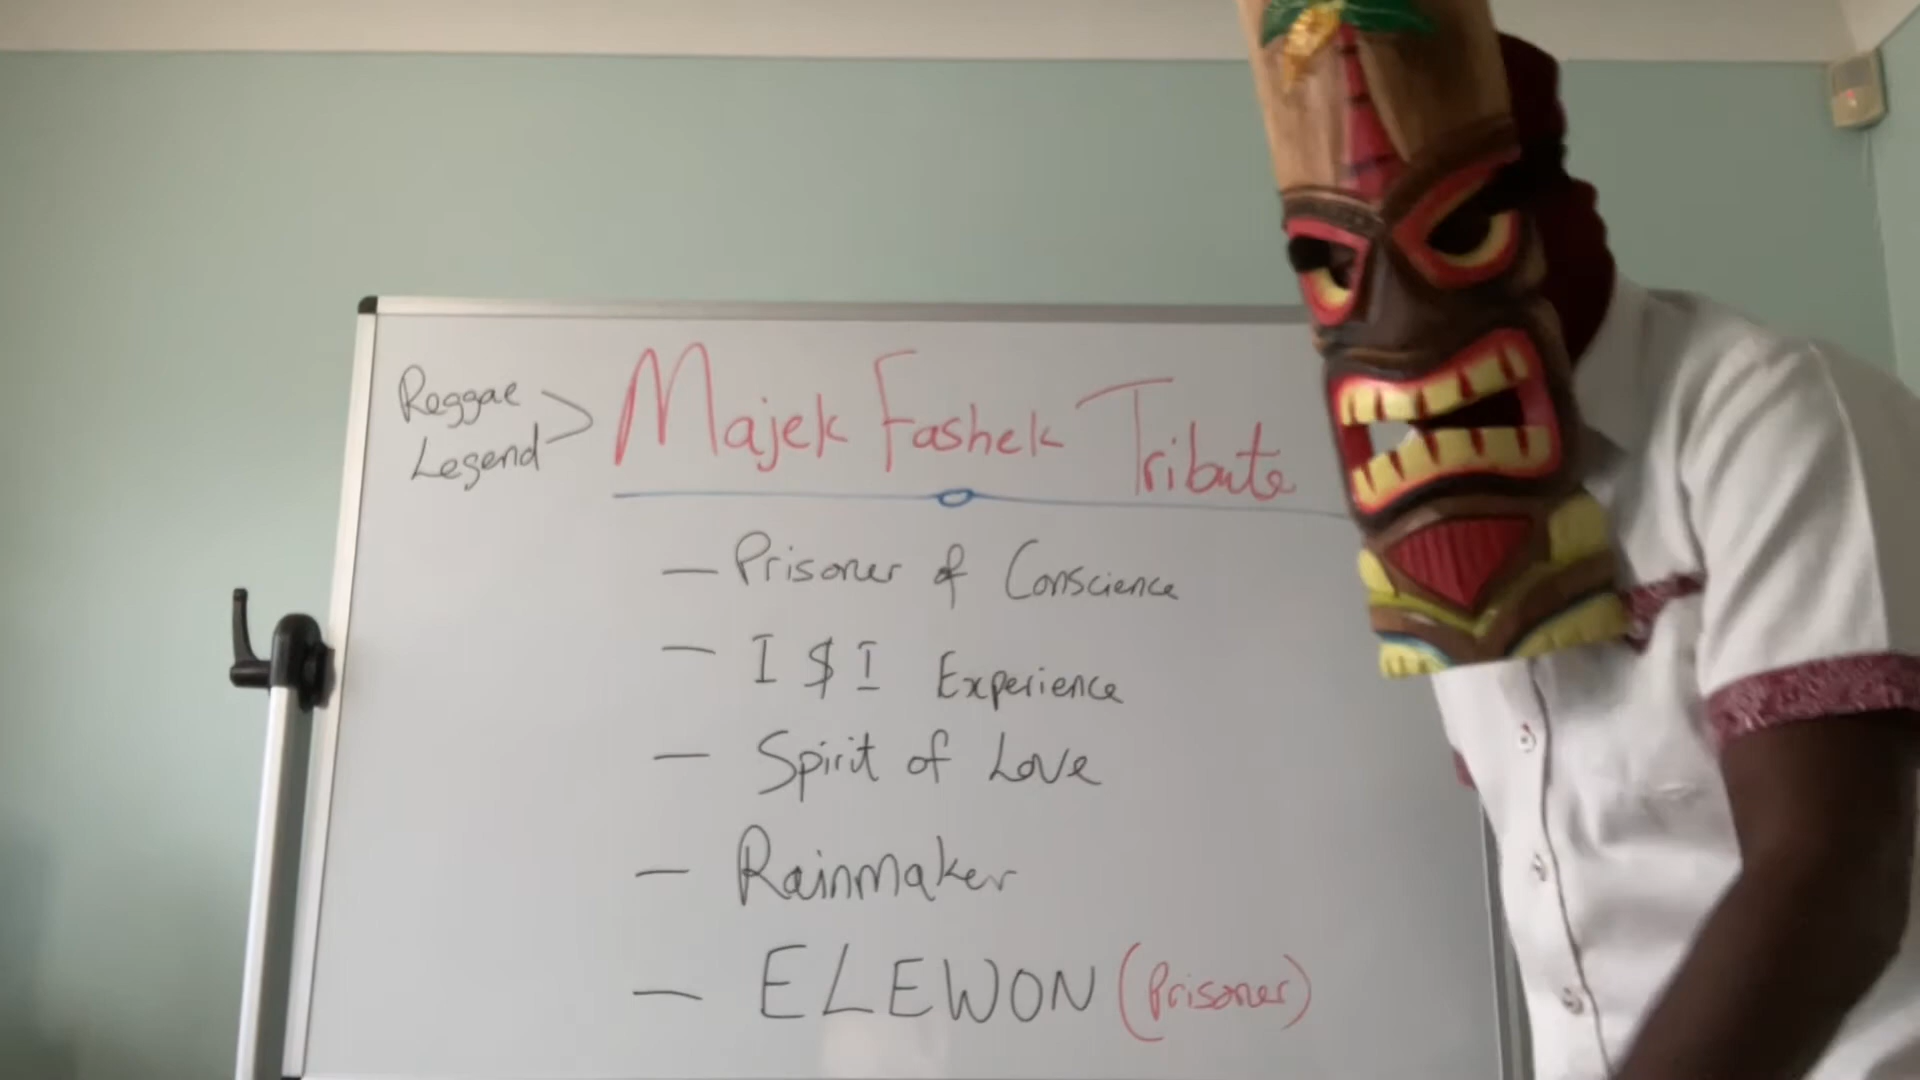 Reggae
Legend >
Majek Fashek Tribute
— Prisoner of Conscience
— I $ I Experience
— Spirit of Love
— Rainmaker
— ELEWON (Prisoner)